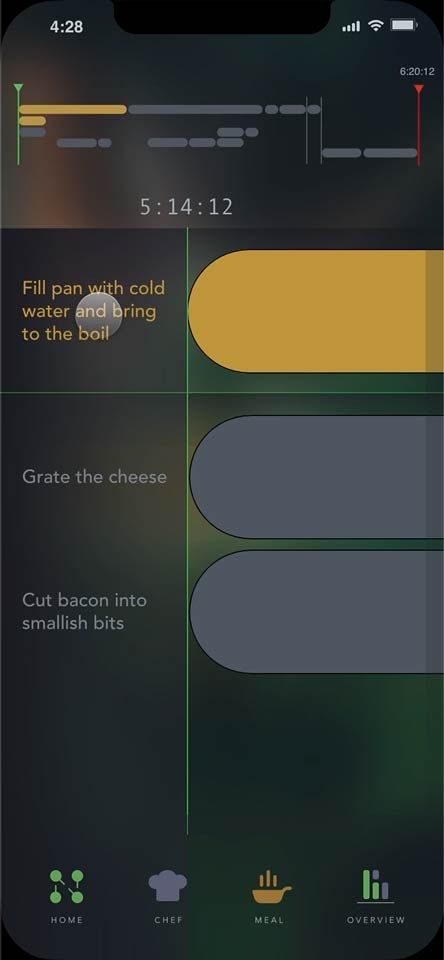 4:28
6:20:12
5:14:12
Fill pan with cold
water and bring
to the boil
Grate the cheese
Cut bacon into
smallish bits
HOME CHEF MEAL OVERVIEW